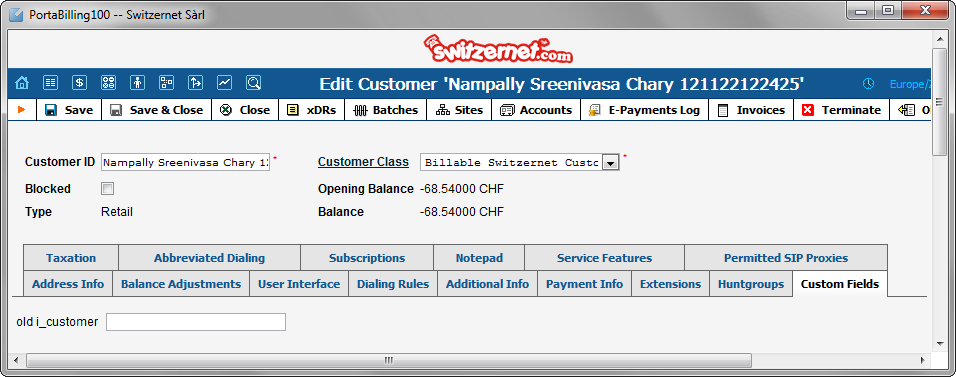 PortaBilling100 -- Switzernet Sàrl
switzernet.com
Edit Customer 'Nampally Sreenivasa Chary 121122122425' Europe/Z
Save Save & Close Close xDRs Batches Sites Accounts E-Payments Log Invoices Terminate O
Customer ID Nampally Sreenivasa Chary 12 * Customer Class Billable Switzernet Custo *
Blocked Opening Balance -68.54000 CHF
Type Retail Balance -68.54000 CHF
Taxation Abbreviated Dialing Subscriptions Notepad Service Features Permitted SIP Proxies
Address Info Balance Adjustments User Interface Dialing Rules Additional Info Payment Info Extensions Huntgroups Custom Fields
old i_customer